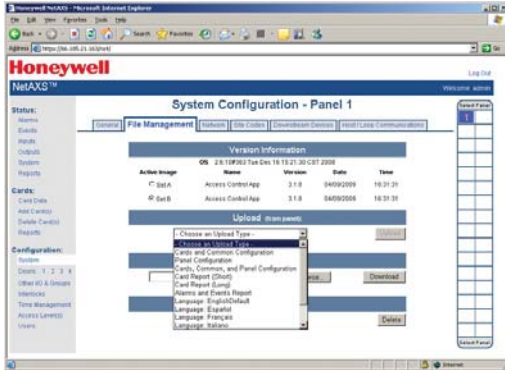 Honeywell NetAXS - Microsoft Internet Explorer
File Edit View Favorites Tools Help
Back Search Favorites
Address
Go
Honeywell
Log Out
NetAXS™
Welcome admin
System Configuration - Panel 1
Select Panel
1
Status:
Alarms
Events
Inputs
Outputs
System
Reports
Cards:
Card Data
Add Card(s)
Delete Card(s)
Reports
Configuration:
System
Doors 1 2 3 4
Other I/O & Groups
Interlocks
Time Management
Access Level(s)
Users
General File Management Network Site Codes Downstream Devices Host / Loop Communications
Version Information
Active Image Name Version Date Time
Set A Access Control App 3.1.8 04/09/2009 16:31:31
Set B Access Control App 3.1.8 04/09/2009 16:31:31
Upload (from panel)
- Choose an Upload Type -
Upload
- Choose an Upload Type -
Cards and Common Configuration
Panel Configuration
Cards, Common, and Panel Configuration
Card Report (Short)
Card Report (Long)
Alarms and Events Report
Language: EnglishDefault
Language: Español
Language: Français
Language: Italiano
Download
Delete
Select Panel
Internet